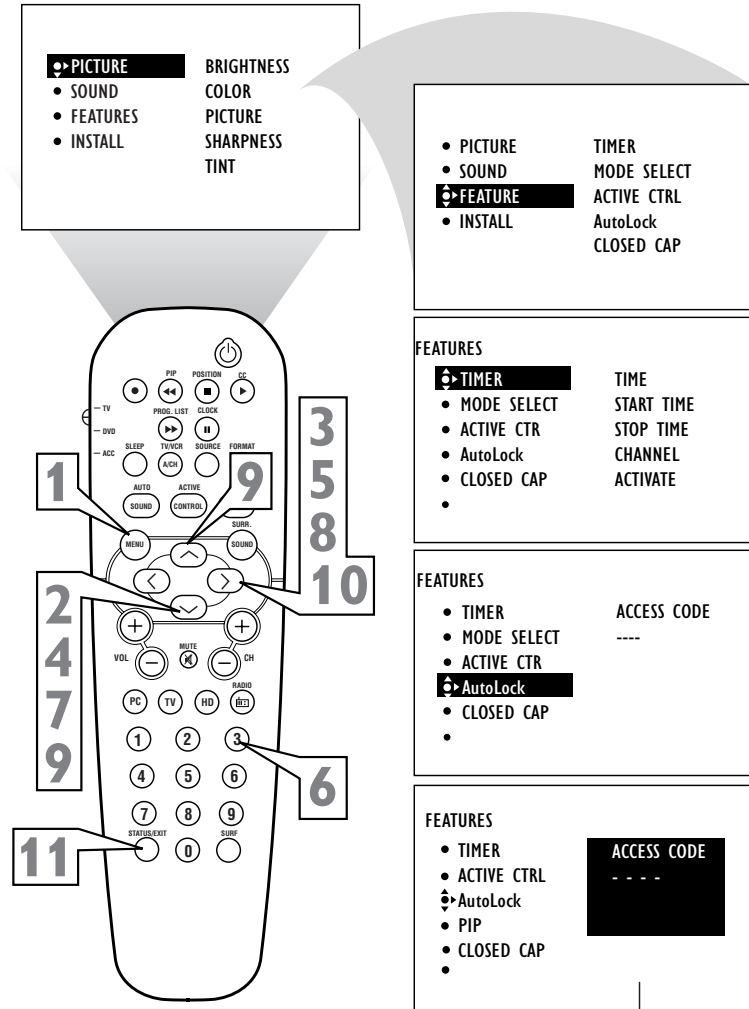 PICTURE BRIGHTNESS
SOUND COLOR
FEATURES PICTURE
INSTALL SHARPNESS
TINT
PICTURE TIMER
SOUND MODE SELECT
FEATURE ACTIVE CTRL
INSTALL AutoLock
CLOSED CAP
FEATURES
TIMER TIME
MODE SELECT START TIME
ACTIVE CTR STOP TIME
AutoLock CHANNEL
CLOSED CAP ACTIVATE
FEATURES
TIMER ACCESS CODE
MODE SELECT ----
ACTIVE CTR
AutoLock
CLOSED CAP
FEATURES
TIMER ACCESS CODE
ACTIVE CTRL - - - -
AutoLock
PIP
CLOSED CAP
PIP POSITION CC
TV
PROG. LIST CLOCK
DVD
ACC
SLEEP TV/VCR SOURCE FORMAT
A/CH
AUTO ACTIVE
SOUND CONTROL
SURR.
MENU SOUND
+ +
MUTE
VOL − − CH
RADIO
PC TV HD
1 2 3
4 5 6
7 8 9
STATUS/EXIT SURF
0
1
9
3
5
8
10
2
4
7
9
6
11